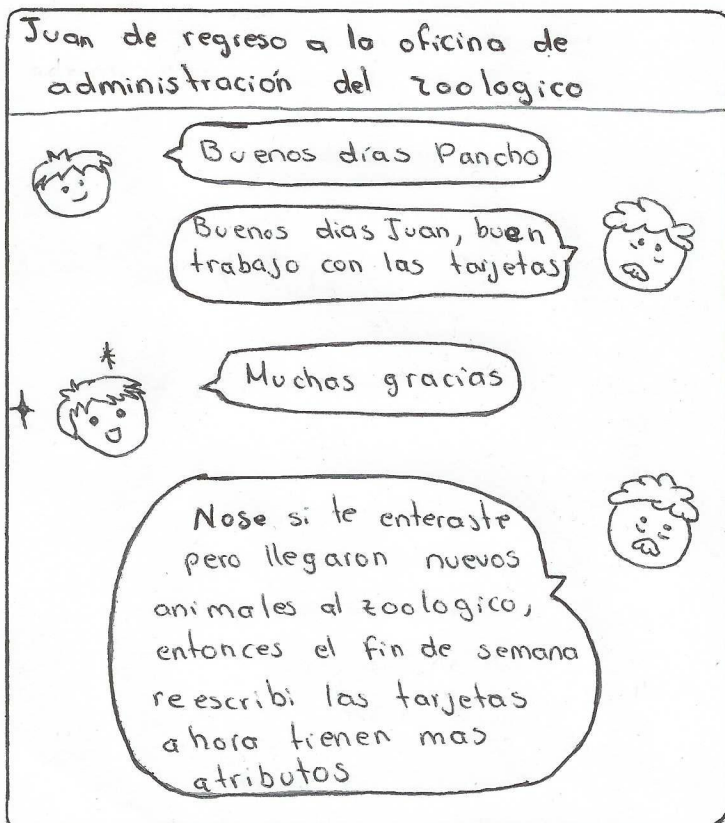 Juan de regreso a la oficina de
administración del zoologico
Buenos días Pancho
Buenos dias Juan, buen
trabajo con las tarjetas
Muchas gracias
Nose si te enteraste
pero llegaron nuevos
animales al zoologico,
entonces el fin de semana
reescribi las tarjetas
ahora tienen mas
atributos